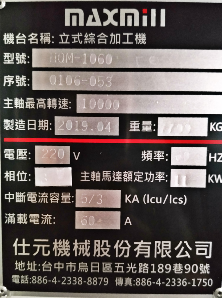 maxmill
機台名稱: 立式綜合加工機
型號:
序號: 0106-053
主軸最高轉速: 10000
製造日期: 2019.04 重量: KG
電壓: 220 V 頻率: HZ
相位: 主軸馬達額定功率: KW
中斷電流容量: 5/3 KA (Icu/Ics)
滿載電流: 68 A
仕元機械股份有限公司
地址:台中市烏日區五光路189巷90號
電話:886-4-2338-8879 傳真:886-4-2336-1750